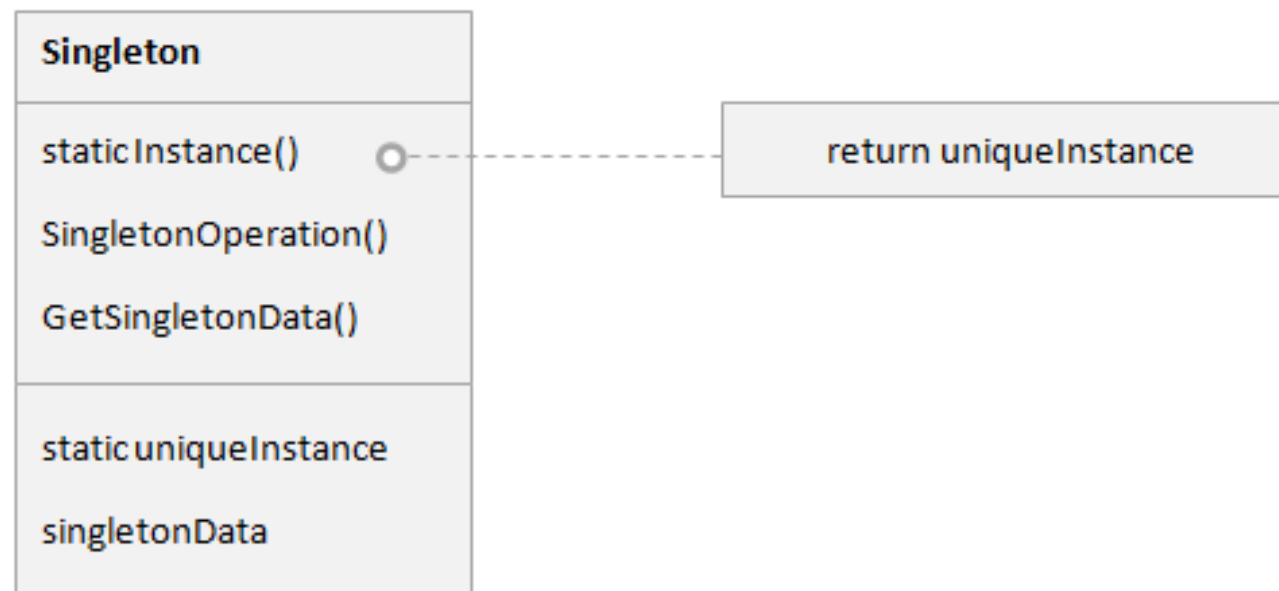 Singleton
static Instance()
return uniqueInstance
SingletonOperation()
GetSingletonData()
static uniqueInstance
singletonData